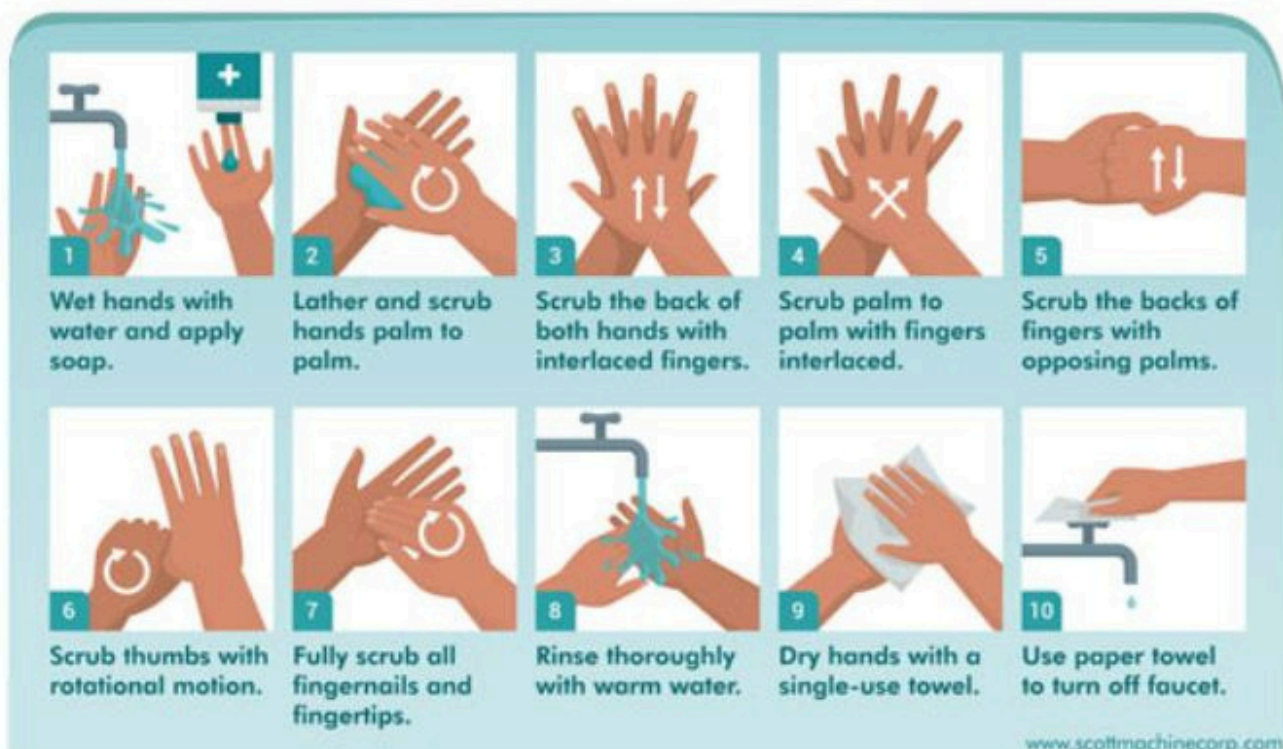 1
Wet hands with
water and apply
soap.
2
Lather and scrub
hands palm to
palm.
3
Scrub the back of
both hands with
interlaced fingers.
4
Scrub palm to
palm with fingers
interlaced.
5
Scrub the backs of
fingers with
opposing palms.
6
Scrub thumbs with
rotational motion.
7
Fully scrub all
fingernails and
fingertips.
8
Rinse thoroughly
with warm water.
9
Dry hands with a
single-use towel.
10
Use paper towel
to turn off faucet.
www.scottmachinecorp.com